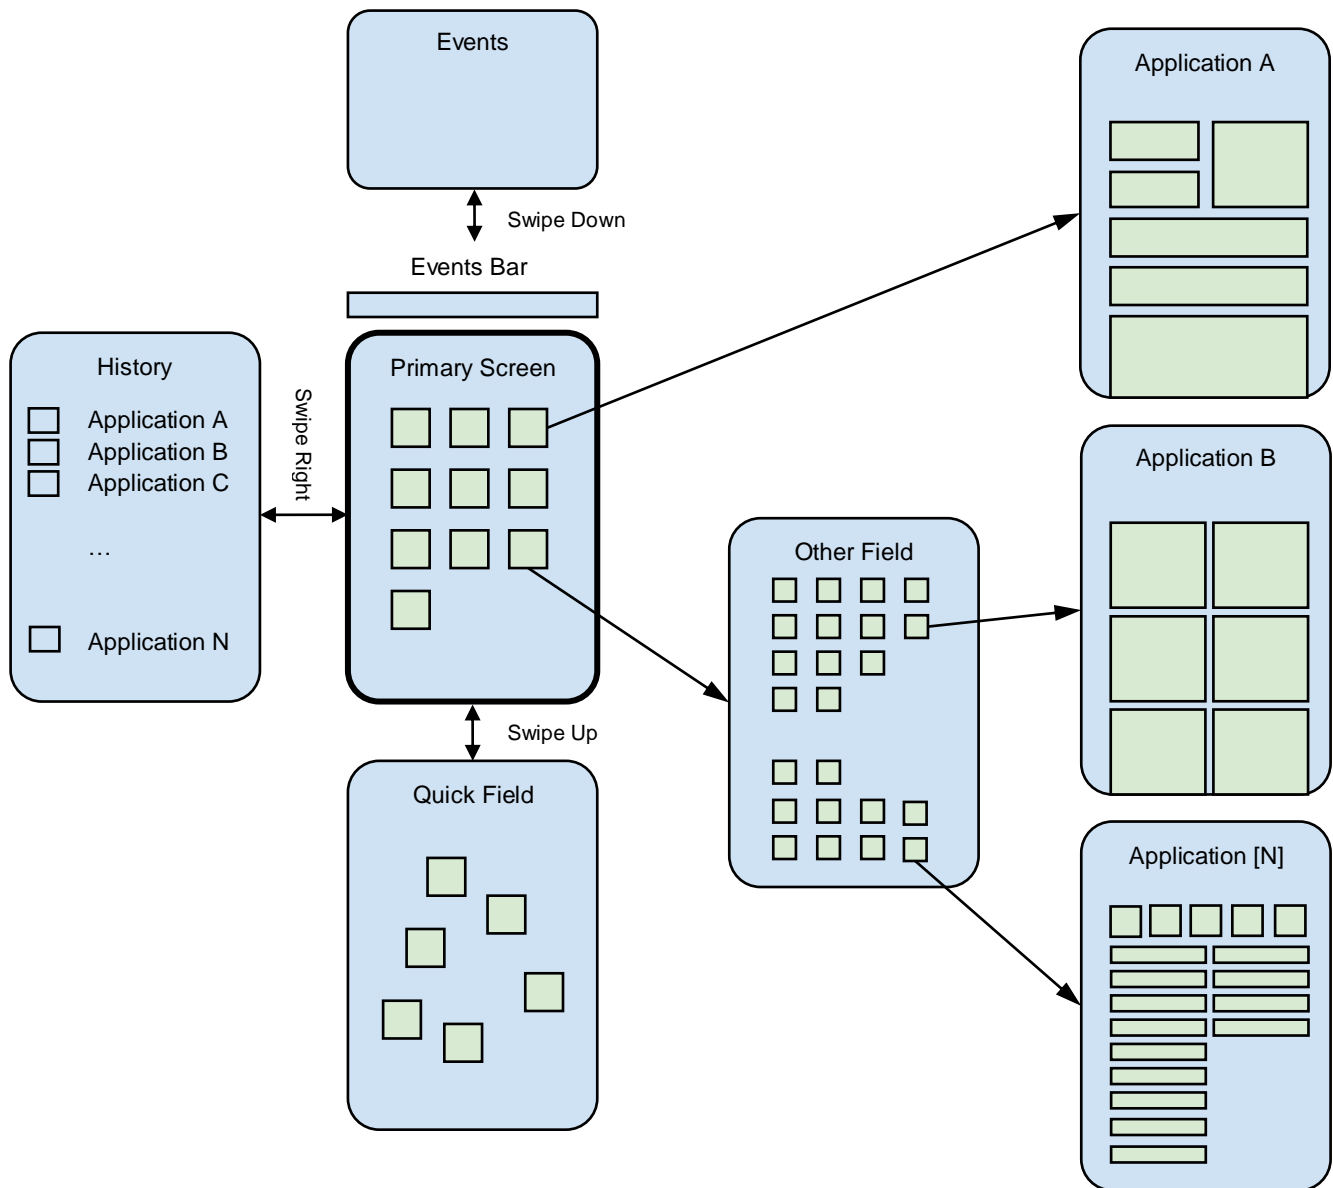 Events
Application A
Swipe Down
Events Bar
History
Application A
Application B
Application C
…
Application N
Swipe Right
Primary Screen
Application B
Other Field
Swipe Up
Quick Field
Application [N]